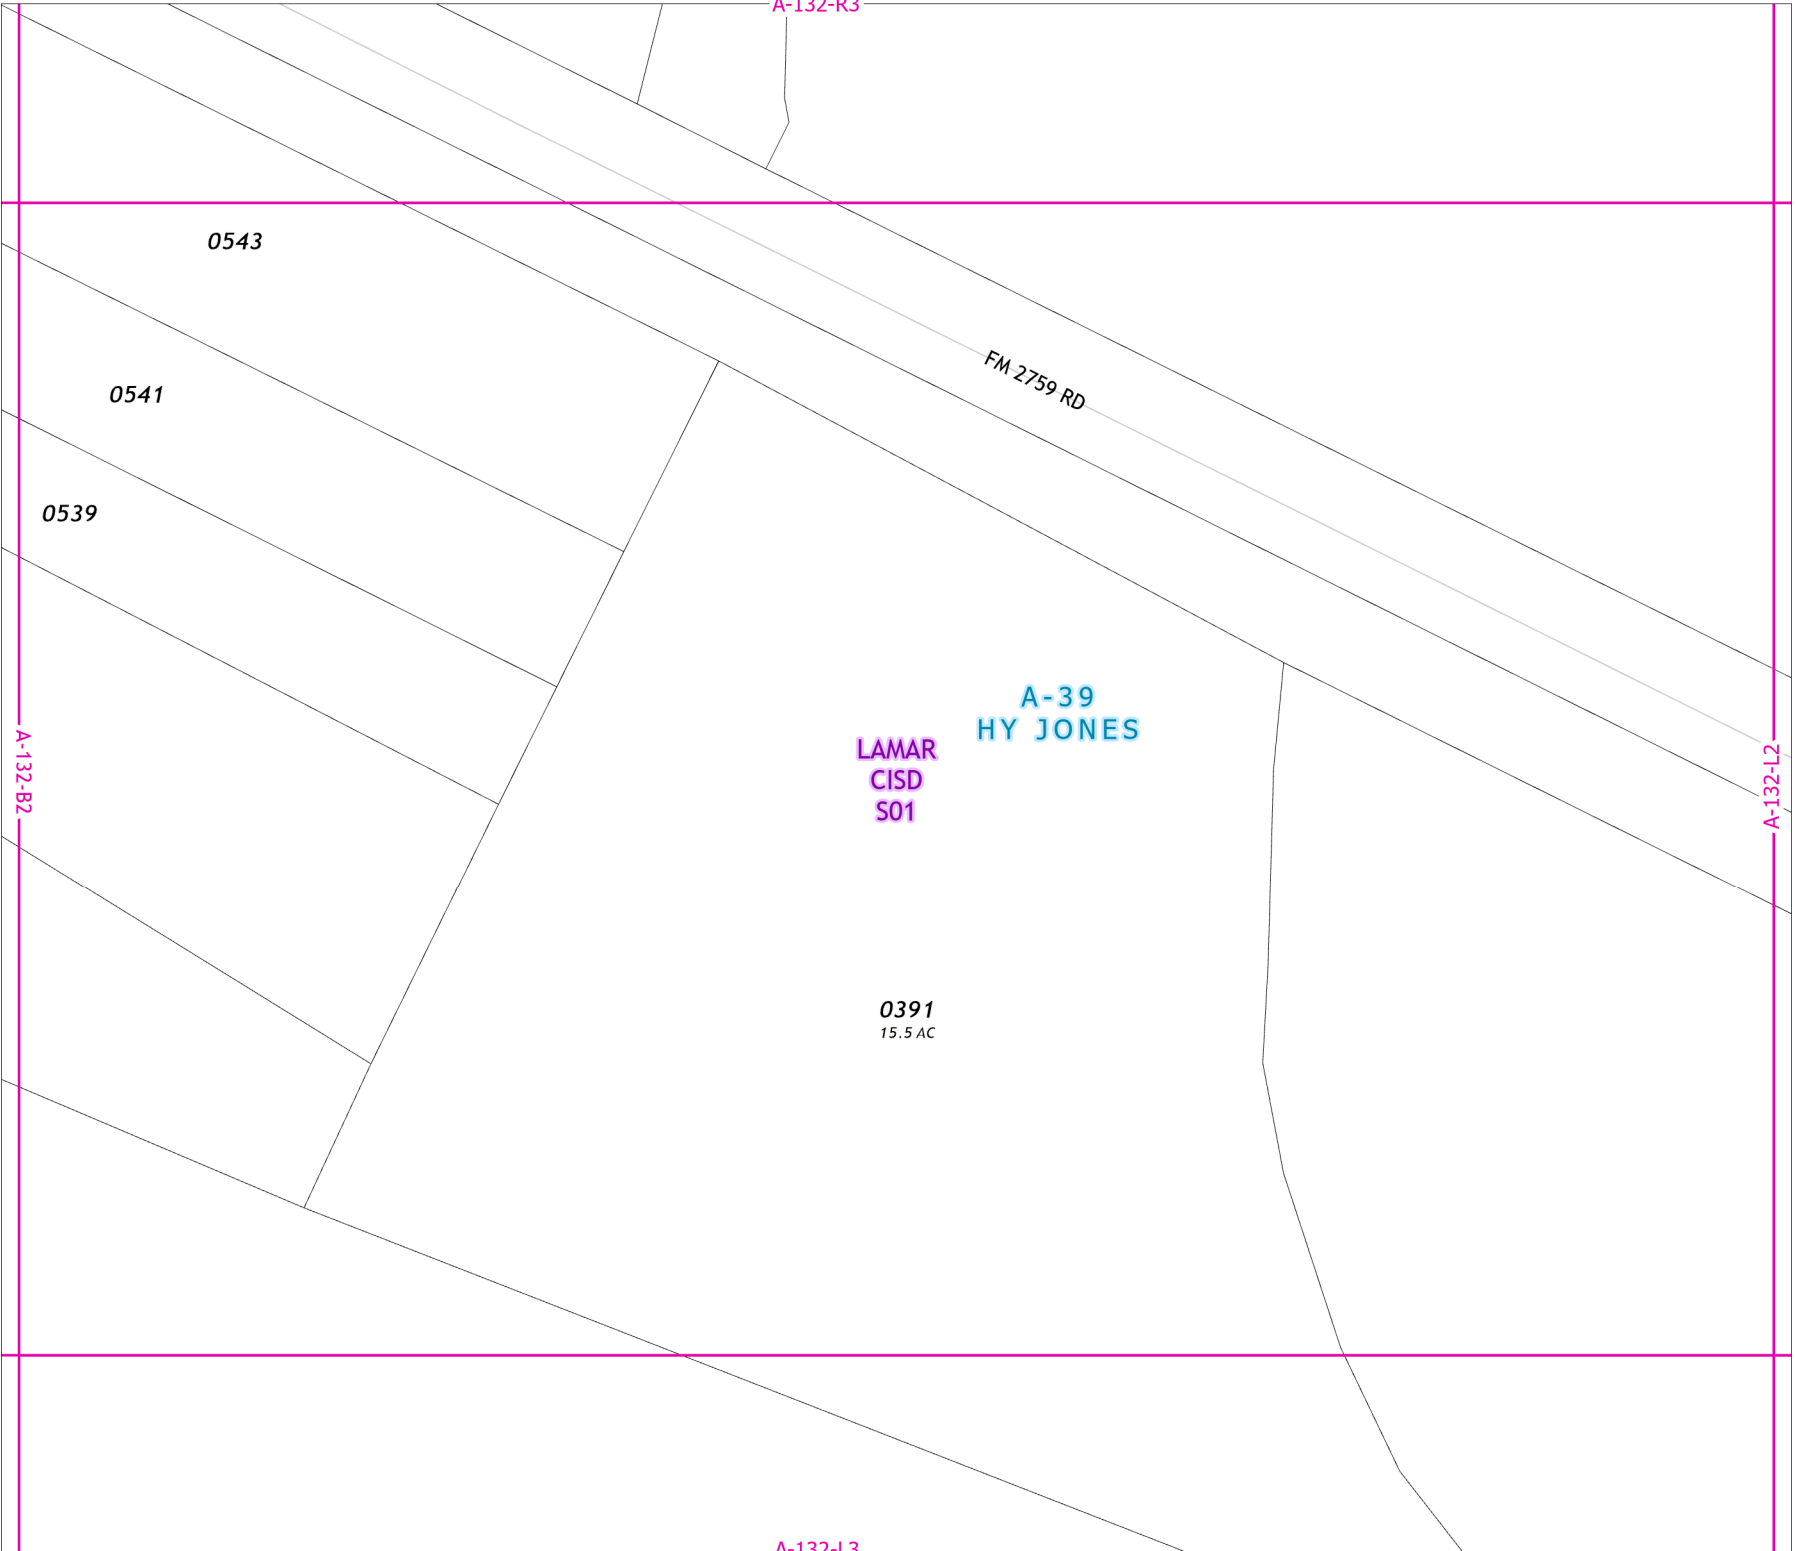 A-132-R3
0543
FM 2759 RD
0541
0539
A-39
HY JONES
LAMAR
CISD
S01
A-132-B2
A-132-L2
0391
15.5 AC
A-132-L3